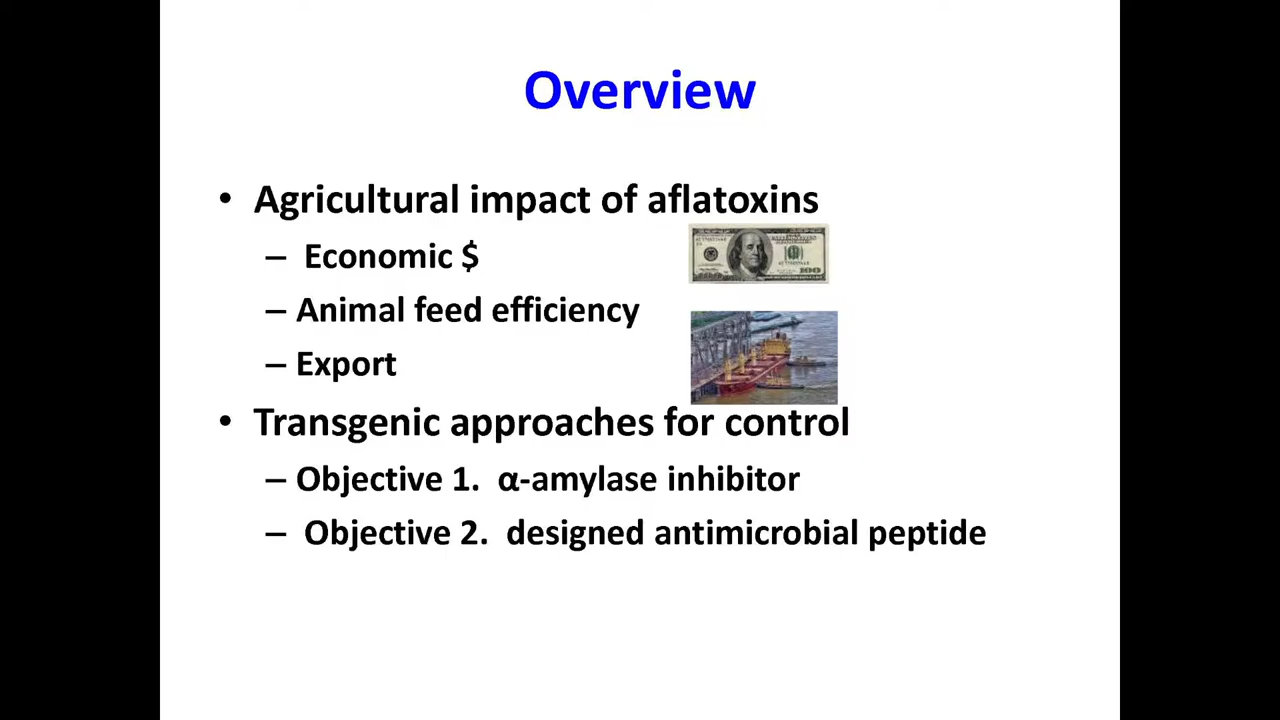 Overview
• Agricultural impact of aflatoxins
– Economic $
– Animal feed efficiency
– Export
• Transgenic approaches for control
– Objective 1. α-amylase inhibitor
– Objective 2. designed antimicrobial peptide
100